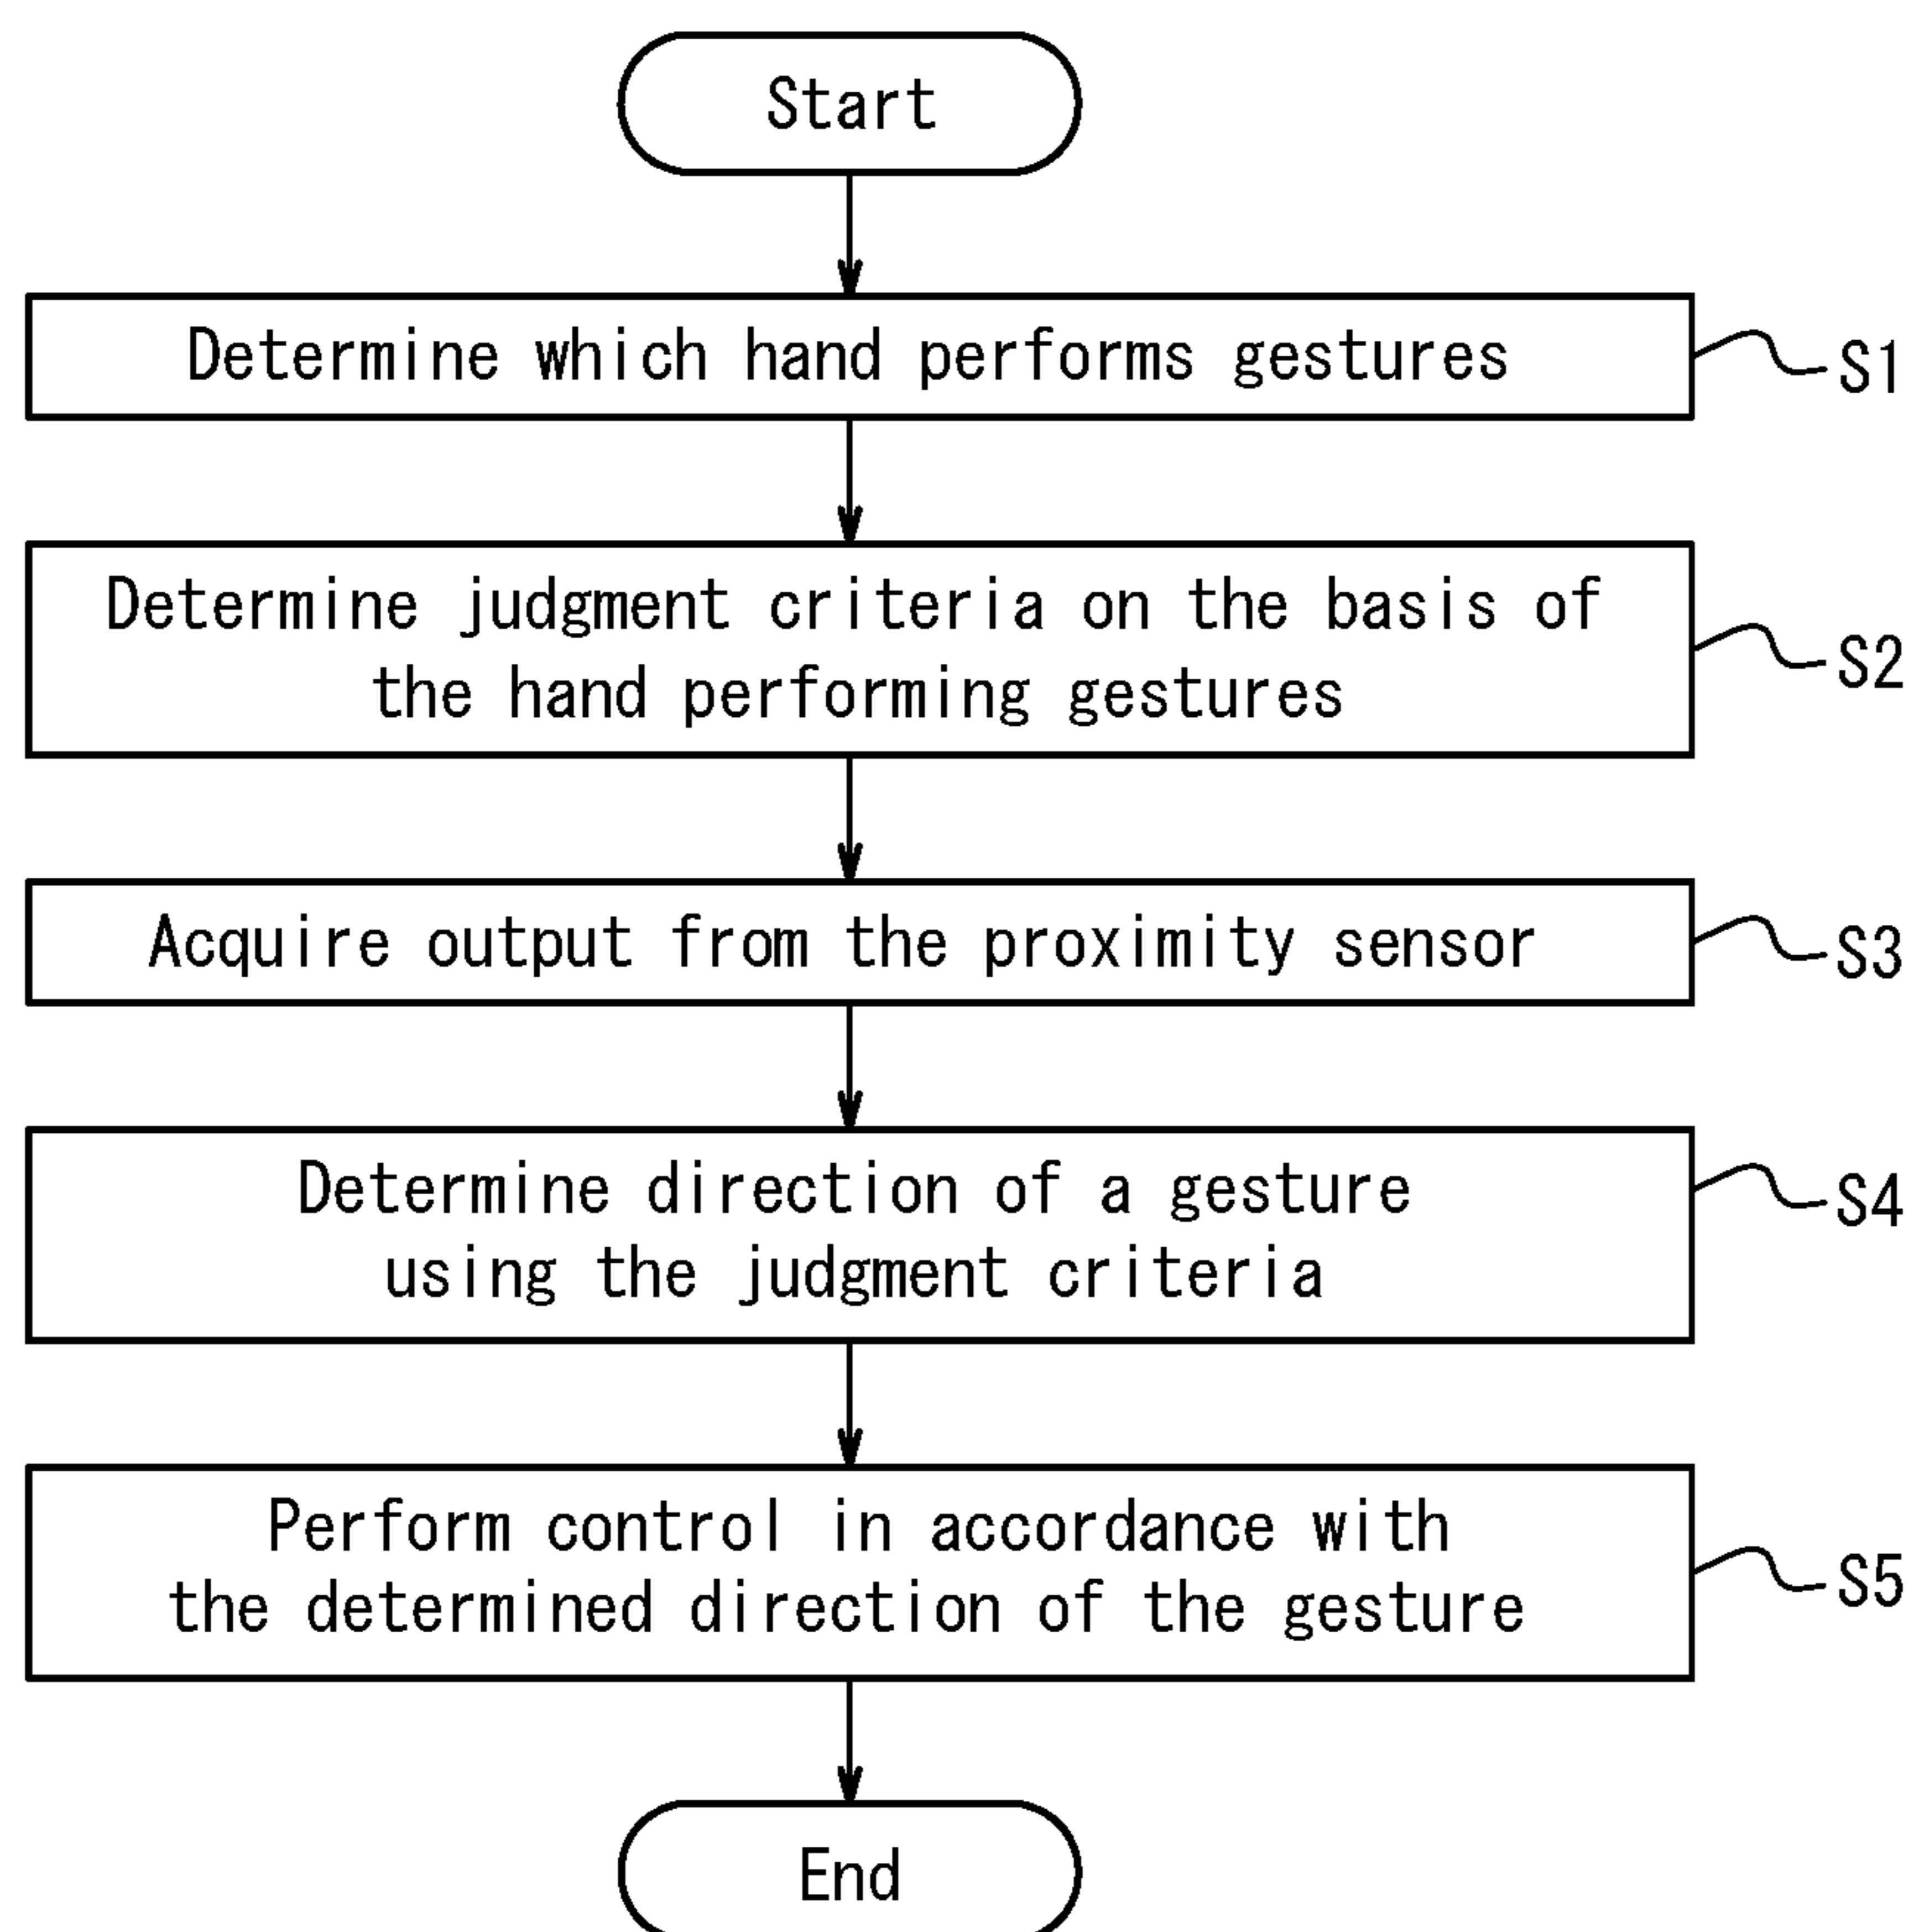 Start
Determine which hand performs gestures
S1
Determine judgment criteria on the basis of
the hand performing gestures
S2
Acquire output from the proximity sensor
S3
Determine direction of a gesture
using the judgment criteria
S4
Perform control in accordance with
the determined direction of the gesture
S5
End